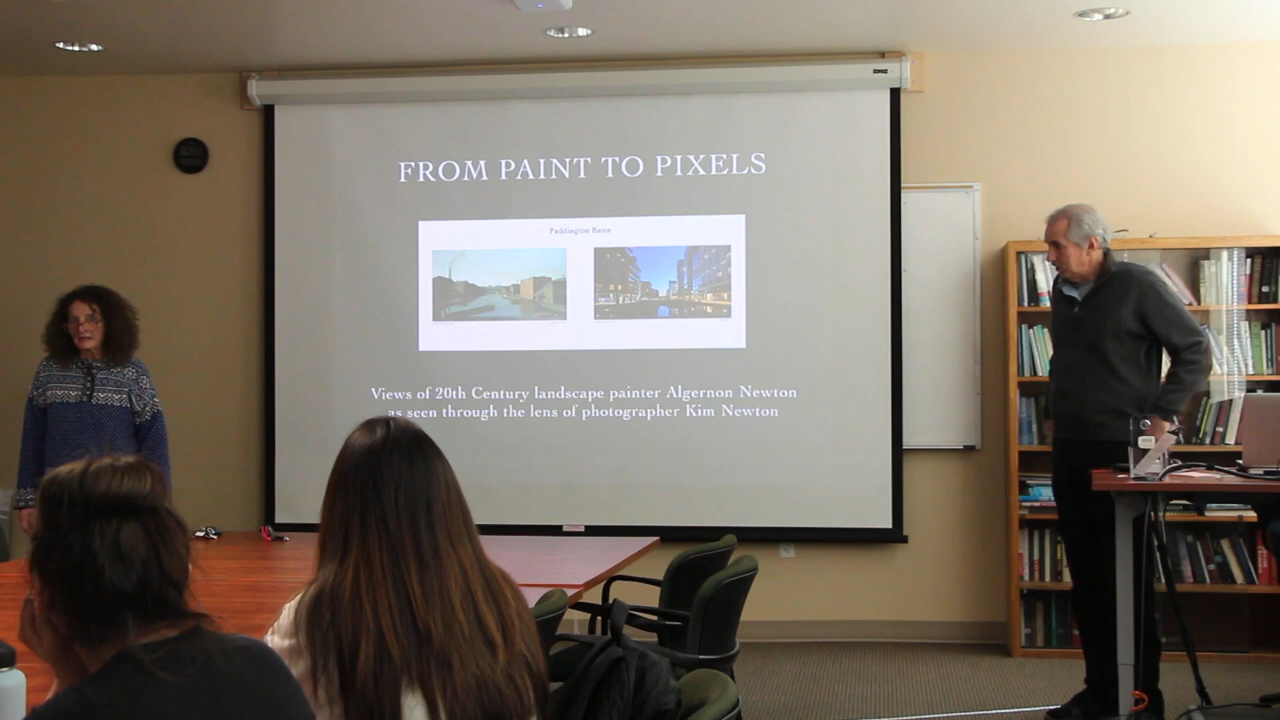 FROM PAINT TO PIXELS
Paddington Basin
Views of 20th Century landscape painter Algernon Newton
as seen through the lens of photographer Kim Newton